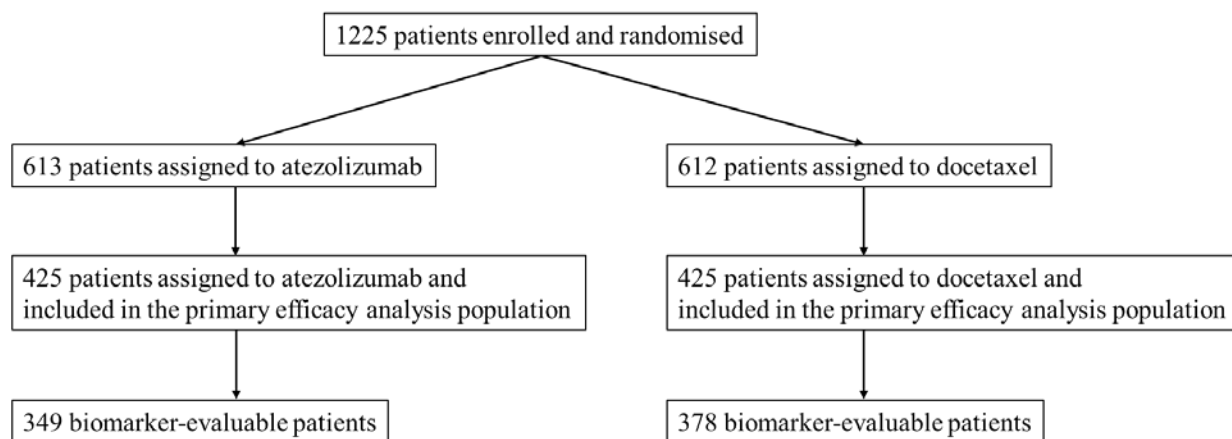 1225 patients enrolled and randomised
613 patients assigned to atezolizumab
612 patients assigned to docetaxel
425 patients assigned to atezolizumab and
included in the primary efficacy analysis population
425 patients assigned to docetaxel and
included in the primary efficacy analysis population
349 biomarker-evaluable patients
378 biomarker-evaluable patients